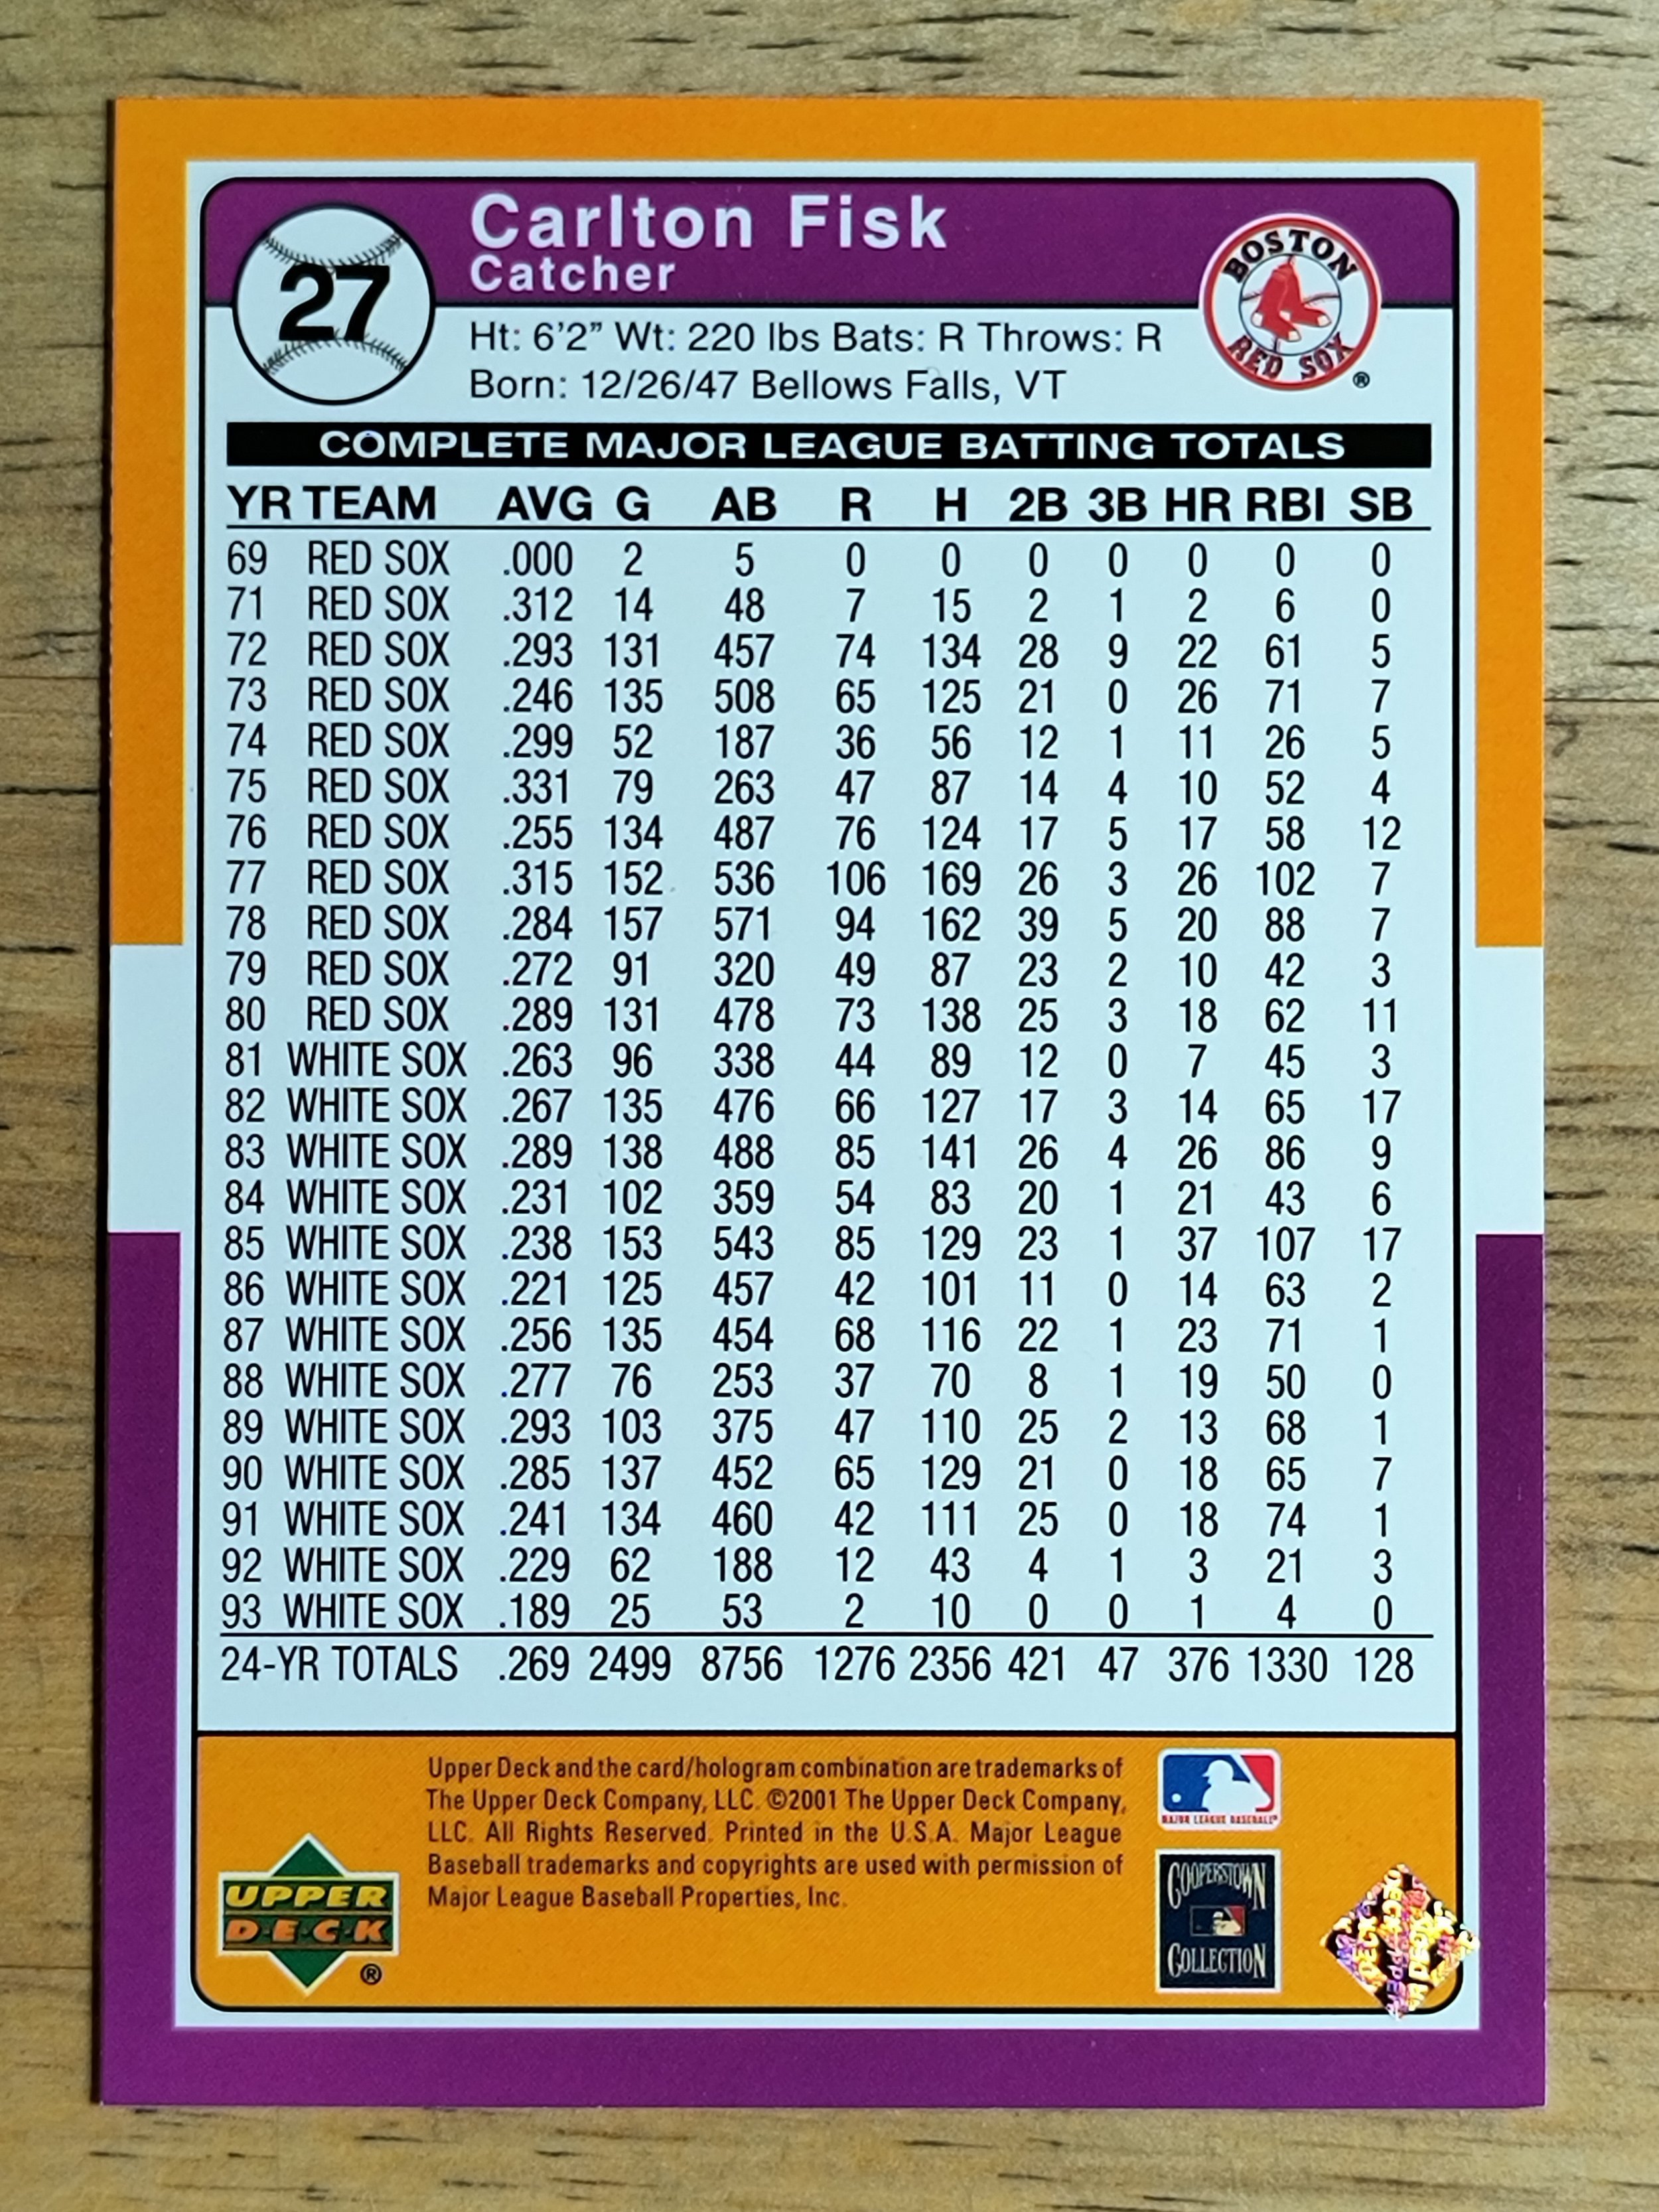 27
Carlton Fisk
Catcher
BOSTON
RED SOX
®
Ht: 6'2” Wt: 220 lbs Bats: R Throws: R
Born: 12/26/47 Bellows Falls, VT
COMPLETE MAJOR LEAGUE BATTING TOTALS
YR TEAM AVG G AB R H 2B 3B HR RBI SB
69 RED SOX .000 2 5 0 0 0 0 0 0 0
71 RED SOX .312 14 48 7 15 2 1 2 6 0
72 RED SOX .293 131 457 74 134 28 9 22 61 5
73 RED SOX .246 135 508 65 125 21 0 26 71 7
74 RED SOX .299 52 187 36 56 12 1 11 26 5
75 RED SOX .331 79 263 47 87 14 4 10 52 4
76 RED SOX .255 134 487 76 124 17 5 17 58 12
77 RED SOX .315 152 536 106 169 26 3 26 102 7
78 RED SOX .284 157 571 94 162 39 5 20 88 7
79 RED SOX .272 91 320 49 87 23 2 10 42 3
80 RED SOX .289 131 478 73 138 25 3 18 62 11
81 WHITE SOX .263 96 338 44 89 12 0 7 45 3
82 WHITE SOX .267 135 476 66 127 17 3 14 65 17
83 WHITE SOX .289 138 488 85 141 26 4 26 86 9
84 WHITE SOX .231 102 359 54 83 20 1 21 43 6
85 WHITE SOX .238 153 543 85 129 23 1 37 107 17
86 WHITE SOX .221 125 457 42 101 11 0 14 63 2
87 WHITE SOX .256 135 454 68 116 22 1 23 71 1
88 WHITE SOX .277 76 253 37 70 8 1 19 50 0
89 WHITE SOX .293 103 375 47 110 25 2 13 68 1
90 WHITE SOX .285 137 452 65 129 21 0 18 65 7
91 WHITE SOX .241 134 460 42 111 25 0 18 74 1
92 WHITE SOX .229 62 188 12 43 4 1 3 21 3
93 WHITE SOX .189 25 53 2 10 0 0 1 4 0
24-YR TOTALS .269 2499 8756 1276 2356 421 47 376 1330 128
Upper Deck and the card/hologram combination are trademarks of
The Upper Deck Company, LLC. ©2001 The Upper Deck Company,
LLC. All Rights Reserved. Printed in the U.S.A. Major League
Baseball trademarks and copyrights are used with permission of
Major League Baseball Properties, Inc.
MAJOR LEAGUE BASEBALL®
UPPER
D·E·C·K
®
COOPERSTOWN
COLLECTION